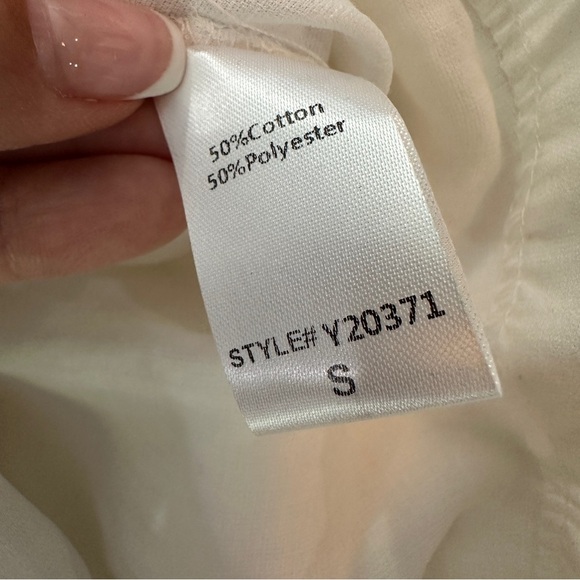 50%Cotton
50%Polyester
STYLE# Y20371
S